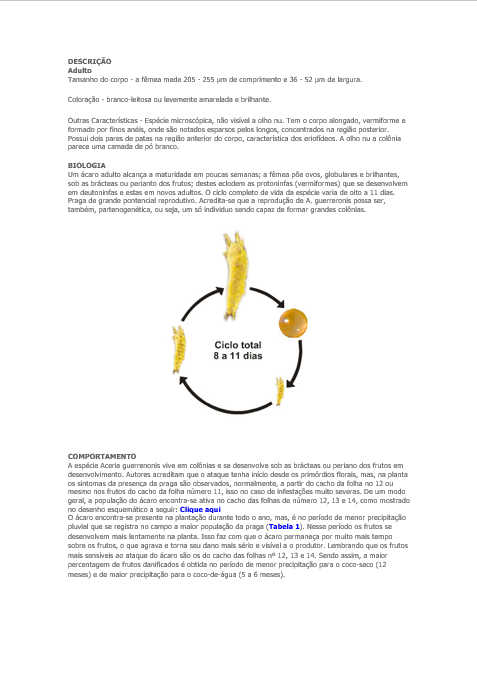 DESCRIÇÃO
Adulto
Tamanho do corpo - a fêmea mede 205 - 255 µm de comprimento e 36 - 52 µm de largura.
Coloração - branco-leitosa ou levemente amarelada e brilhante.
Outras Características - Espécie microscópica, não visível a olho nu. Tem o corpo alongado, vermiforme e
formado por finos anéis, onde são notados esparsos pelos longos, concentrados na região posterior.
Possui dois pares de patas na região anterior do corpo, característica dos eriofídeos. A olho nu a colônia
parece uma camada de pó branco.
BIOLOGIA
Um ácaro adulto alcança a maturidade em poucas semanas; a fêmea põe ovos, globulares e brilhantes,
sob as brácteas ou perianto dos frutos; destes eclodem as protoninfas (vermiformes) que se desenvolvem
em deutoninfas e estas em novos adultos. O ciclo completo de vida da espécie varia de oito a 11 dias.
Praga de grande pontencial reprodutivo. Acredita-se que a reprodução de A. guerreronis possa ser,
também, partenogenética, ou seja, um só individuo sendo capaz de formar grandes colônias.
Ciclo total
8 a 11 dias
COMPORTAMENTO
A espécie Aceria guerrenonis vive em colônias e se desenvolve sob as brácteas ou periano dos frutos em
desenvolvimento. Autores acreditam que o ataque tenha início desde os primórdios florais, mas, na planta
os sintomas da presença da praga são observados, normalmente, a partir do cacho da folha no 12 ou
mesmo nos frutos do cacho da folha número 11, isso no caso de infestações muito severas. De um modo
geral, a população do ácaro encontra-se ativa no cacho das folhas de número 12, 13 e 14, como mostrado
no desenho esquemático a seguir: Clique aqui
O ácaro encontra-se presente na plantação durante todo o ano, mas, é no período de menor precipitação
pluvial que se registra no campo a maior população da praga (Tabela 1). Nesse período os frutos se
desenvolvem mais lentamente na planta. Isso faz com que o ácaro permaneça por muito mais tempo
sobre os frutos, o que agrava e torna seu dano mais sério e visível a o produtor. Lembrando que os frutos
mais sensíveis ao ataque do ácaro são os do cacho das folhas nº 12, 13 e 14. Sendo assim, a maior
percentagem de frutos danificados é obtida no período de menor precipitação para o coco-seco (12
meses) e de maior precipitação para o coco-de-água (5 a 6 meses).